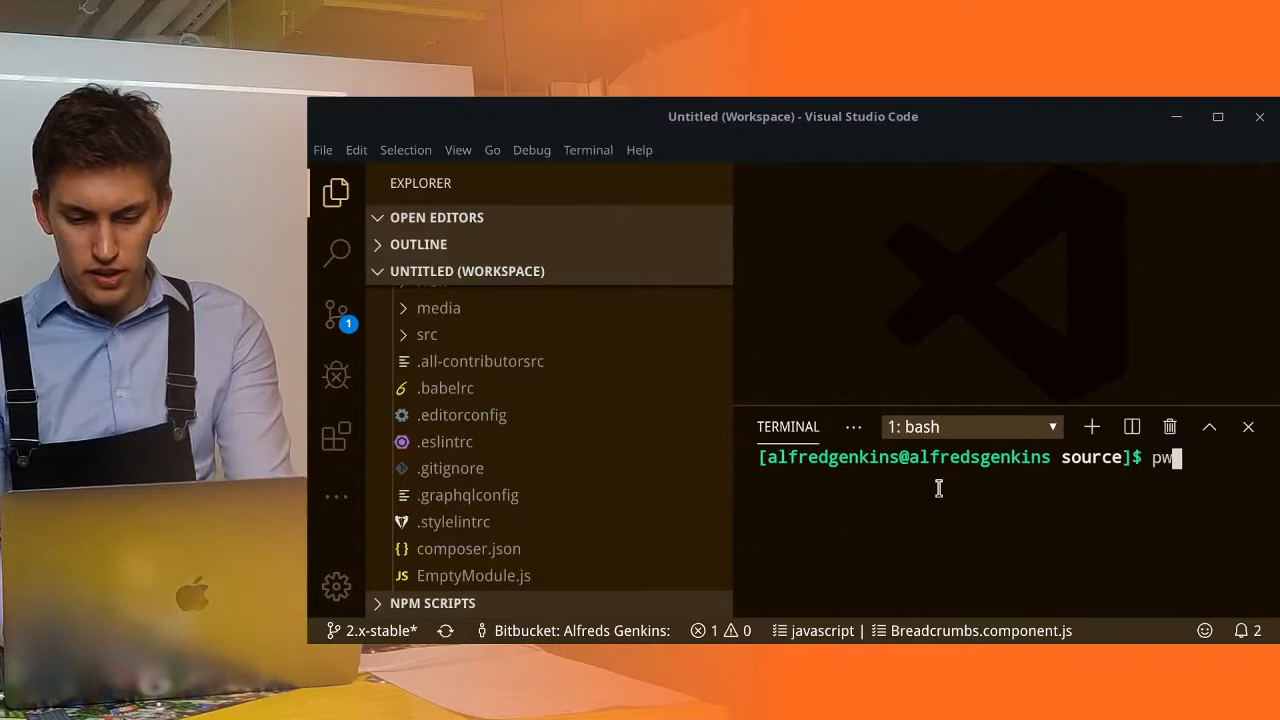 Untitled (Workspace) - Visual Studio Code
File Edit Selection View Go Debug Terminal Help
EXPLORER
OPEN EDITORS
OUTLINE
UNTITLED (WORKSPACE)
media
src
.all-contributorsrc
.babelrc
.editorconfig
.eslintrc
.gitignore
.graphqlconfig
.stylelintrc
composer.json
JS EmptyModule.js
NPM SCRIPTS
1
TERMINAL ... 1: bash
[alfredgenkins@alfredsgenkins source]$ pw
2.x-stable* Bitbucket: Alfreds Genkins: 1 0 javascript | Breadcrumbs.component.js 2